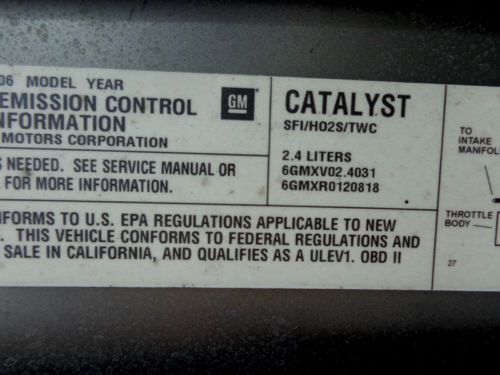 06 MODEL YEAR
EMISSION CONTROL
NFORMATION
MOTORS CORPORATION
GM
CATALYST
SFI/HO2S/TWC
S NEEDED. SEE SERVICE MANUAL OR
FOR MORE INFORMATION.
2.4 LITERS
6GMXV02.4031
6GMXR0120818
NFORMS TO U.S. EPA REGULATIONS APPLICABLE TO NEW
THIS VEHICLE CONFORMS TO FEDERAL REGULATIONS AND
SALE IN CALIFORNIA, AND QUALIFIES AS A ULEV1. OBD II
TO
INTAKE
MANIFOL
THROTTLE
BODY
27